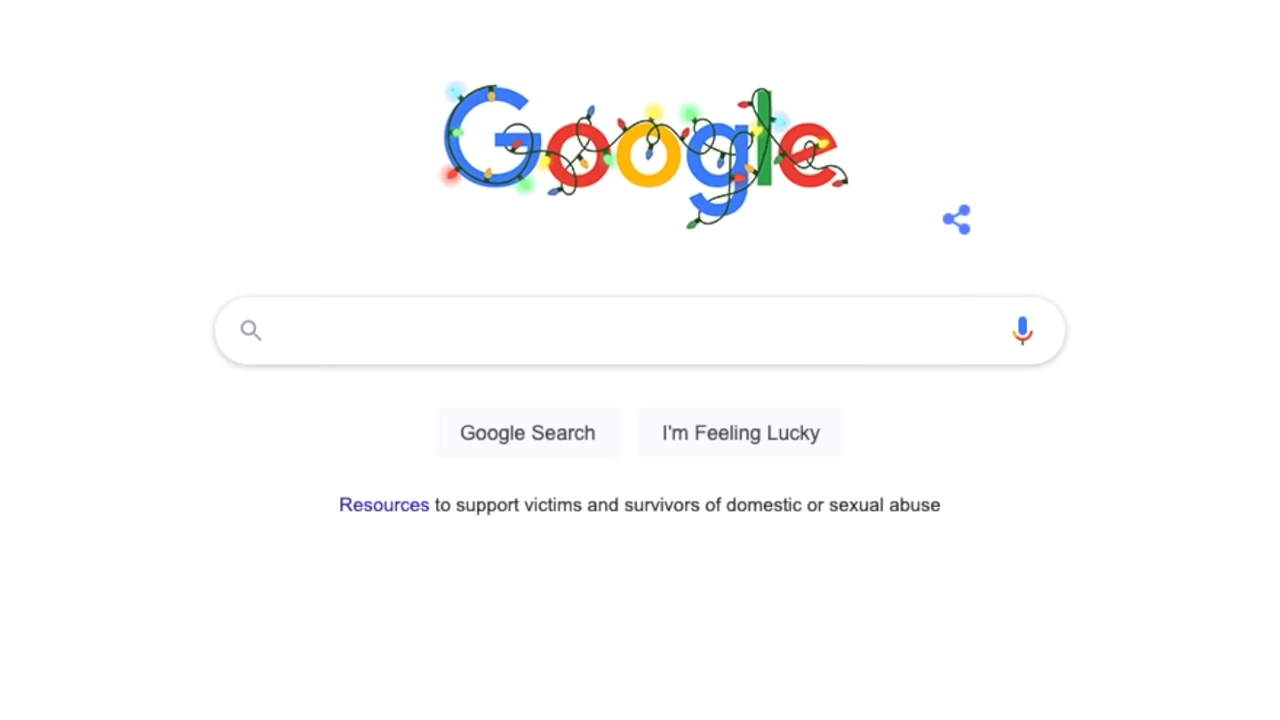 Google
Google Search
I'm Feeling Lucky
Resources to support victims and survivors of domestic or sexual abuse